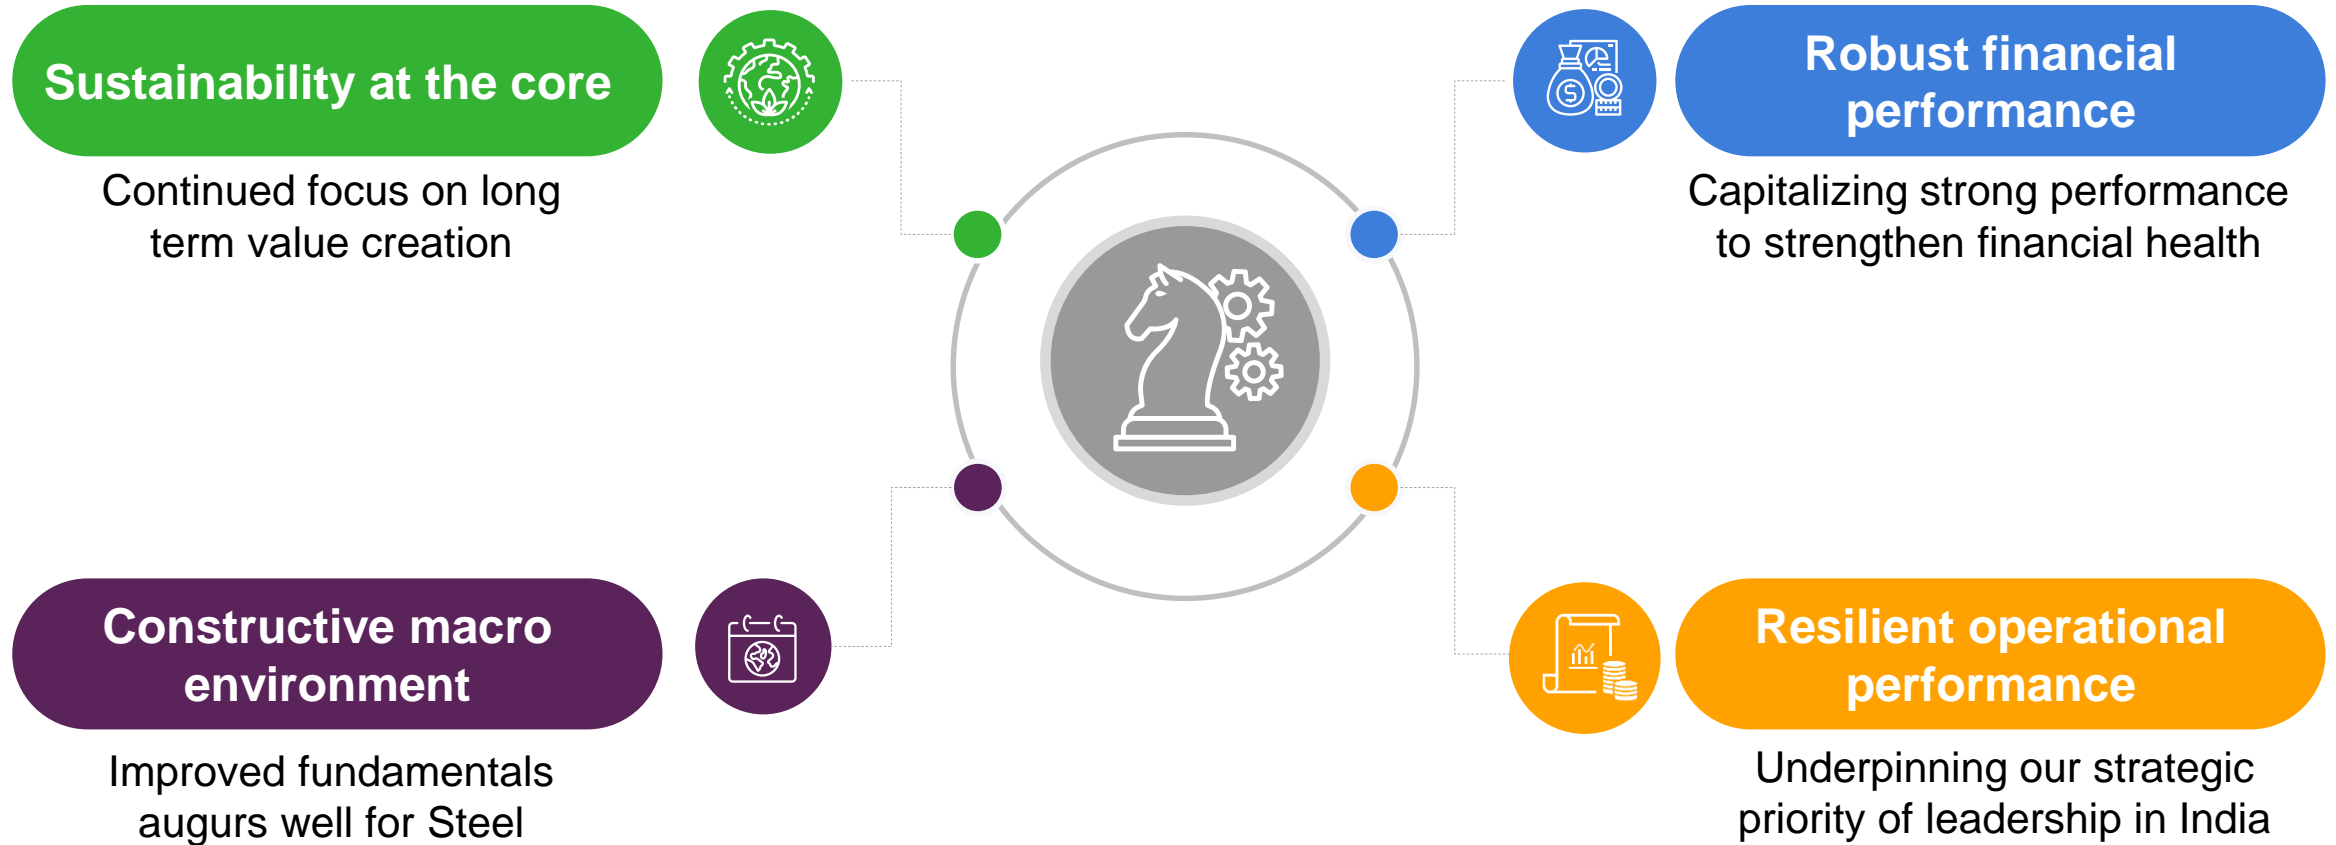 Sustainability at the core
Continued focus on long
term value creation
Robust financial
performance
Capitalizing strong performance
to strengthen financial health
Constructive macro
environment
Improved fundamentals
augurs well for Steel
Resilient operational
performance
Underpinning our strategic
priority of leadership in India